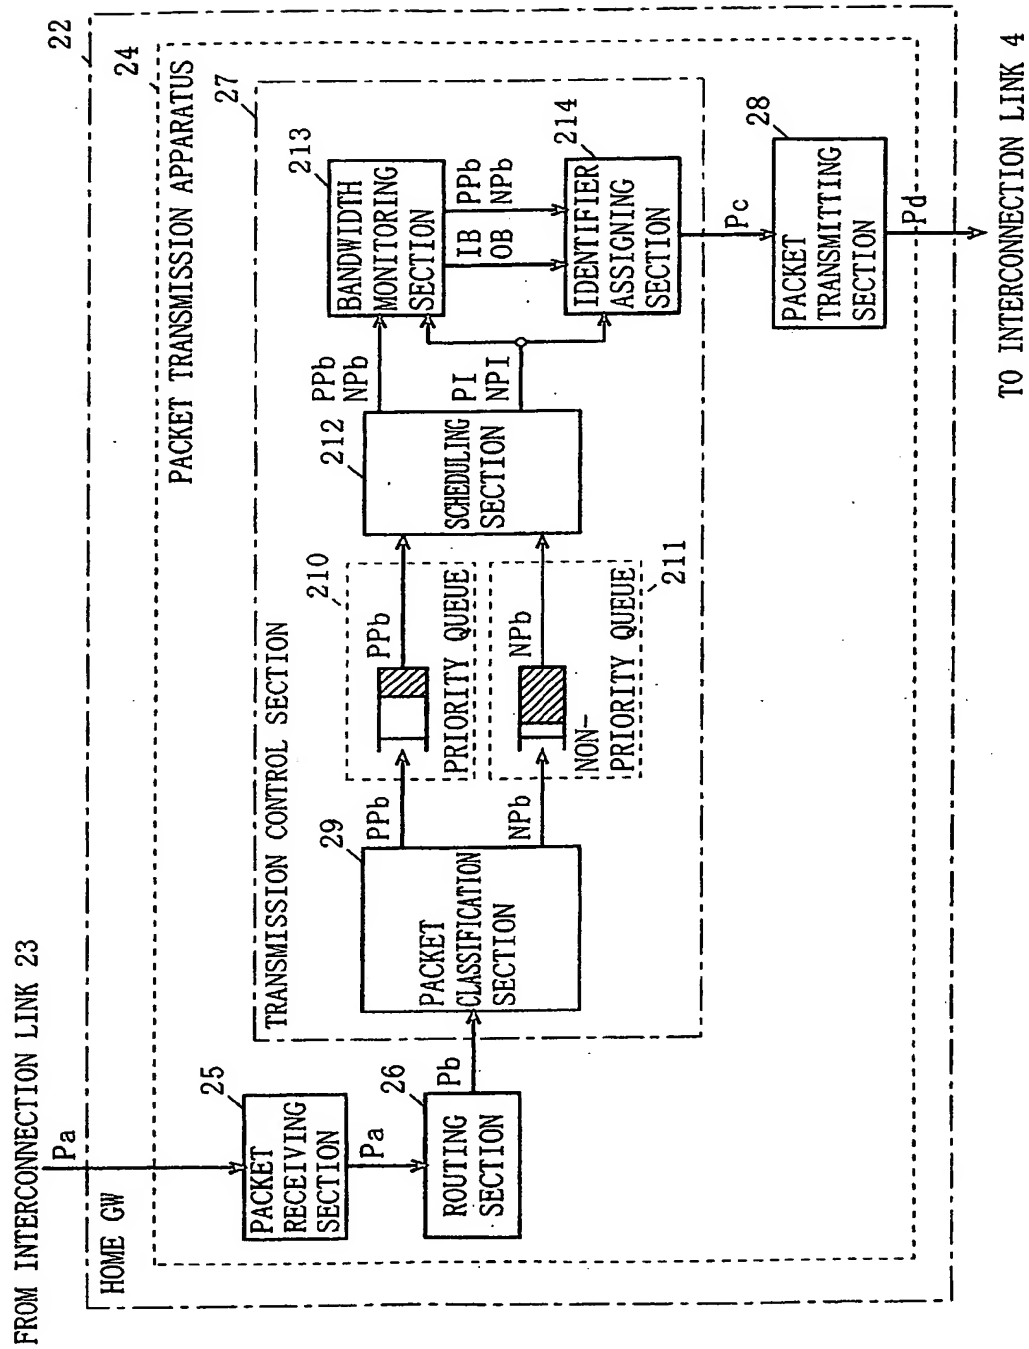 FROM INTERCONNECTION LINK 23
Pa
22
HOME GW
24
PACKET TRANSMISSION APPARATUS
25
PACKET
RECEIVING
SECTION
Pa
26
ROUTING
SECTION
Pb
27
TRANSMISSION CONTROL SECTION
29
PACKET
CLASSIFICATION
SECTION
PPb
NPb
210
PPb
PRIORITY QUEUE
NPb
NON-
PRIORITY QUEUE
211
212
SCHEDULING
SECTION
PPb
NPb
PI
NPI
213
BANDWIDTH
MONITORING
SECTION
IB
OB
PPb
NPb
214
IDENTIFIER
ASSIGNING
SECTION
Pc
28
PACKET
TRANSMITTING
SECTION
Pd
TO INTERCONNECTION LINK 4